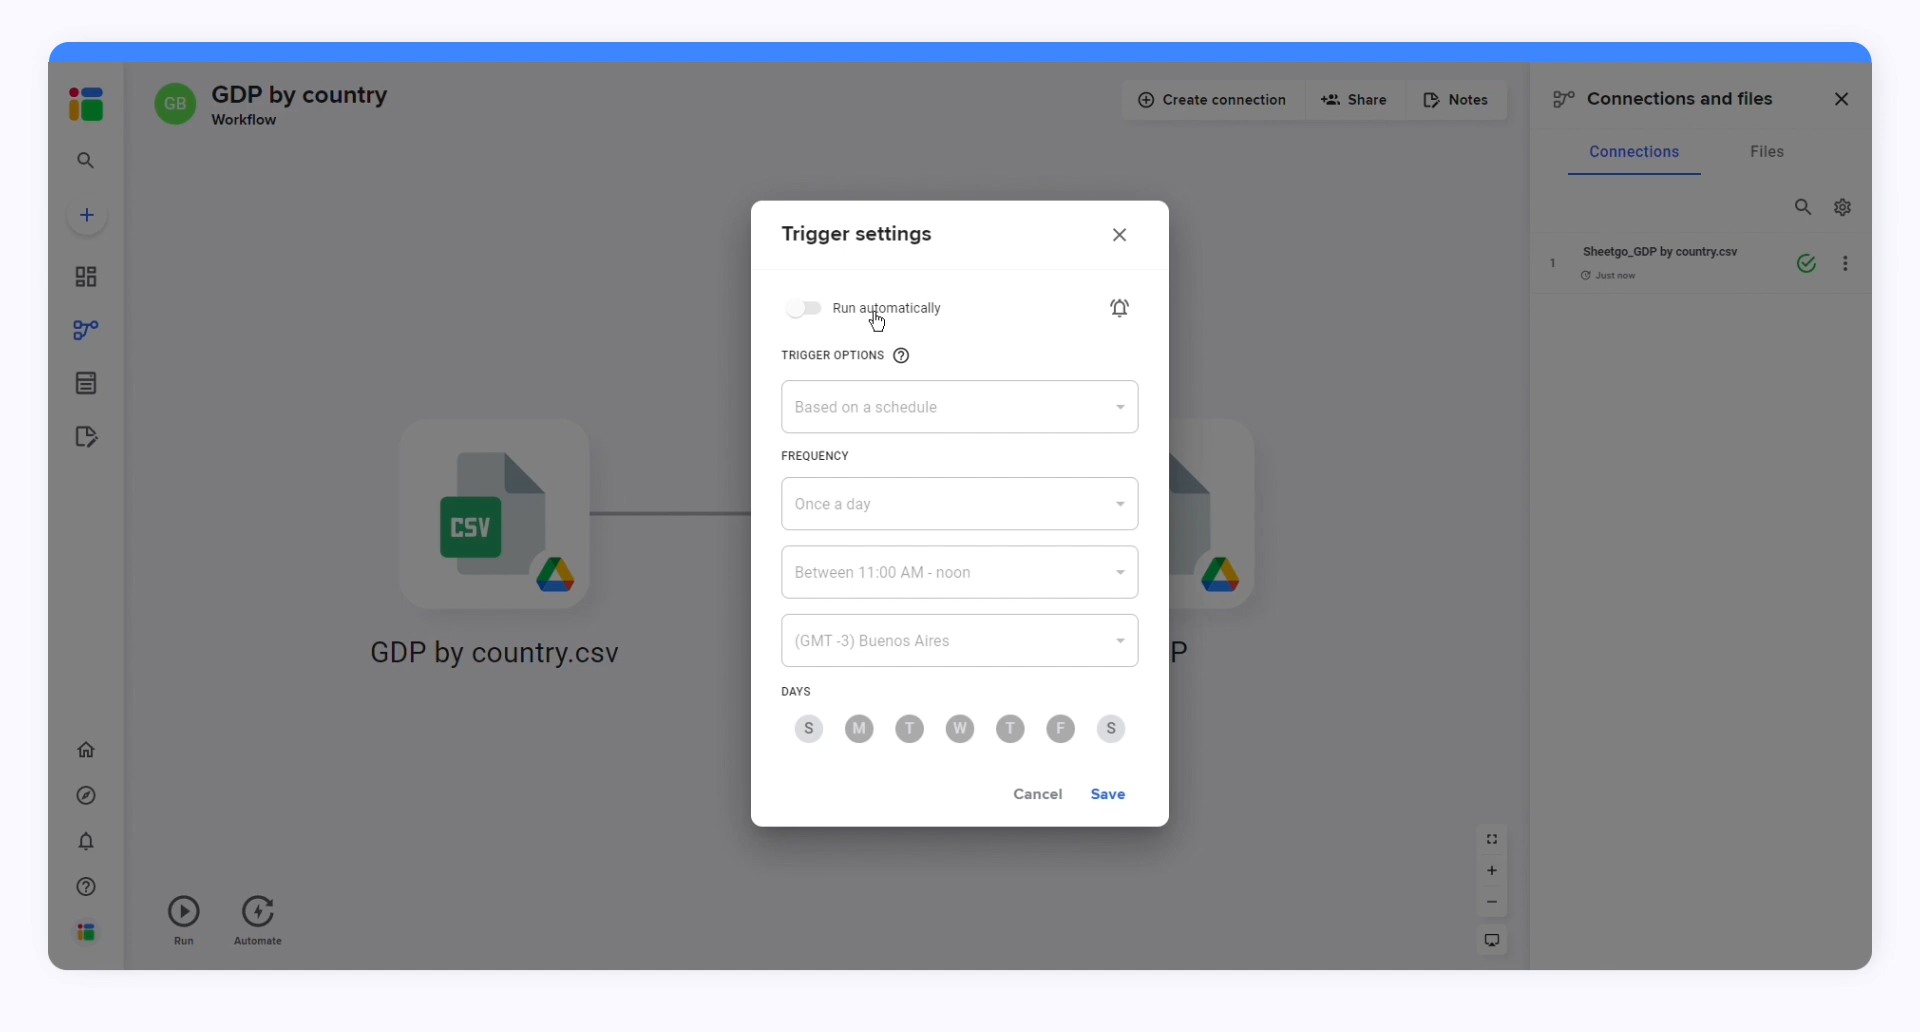 GB
GDP by country
Workflow
Create connection
Share
Notes
Connections and files
Connections
Files
1
Sheetgo_GDP by country.csv
Just now
Trigger settings
Run automatically
TRIGGER OPTIONS
Based on a schedule
FREQUENCY
Once a day
Between 11:00 AM - noon
(GMT -3) Buenos Aires
DAYS
S M T W T F S
Cancel Save
CSV
GDP by country.csv
P
Run
Automate